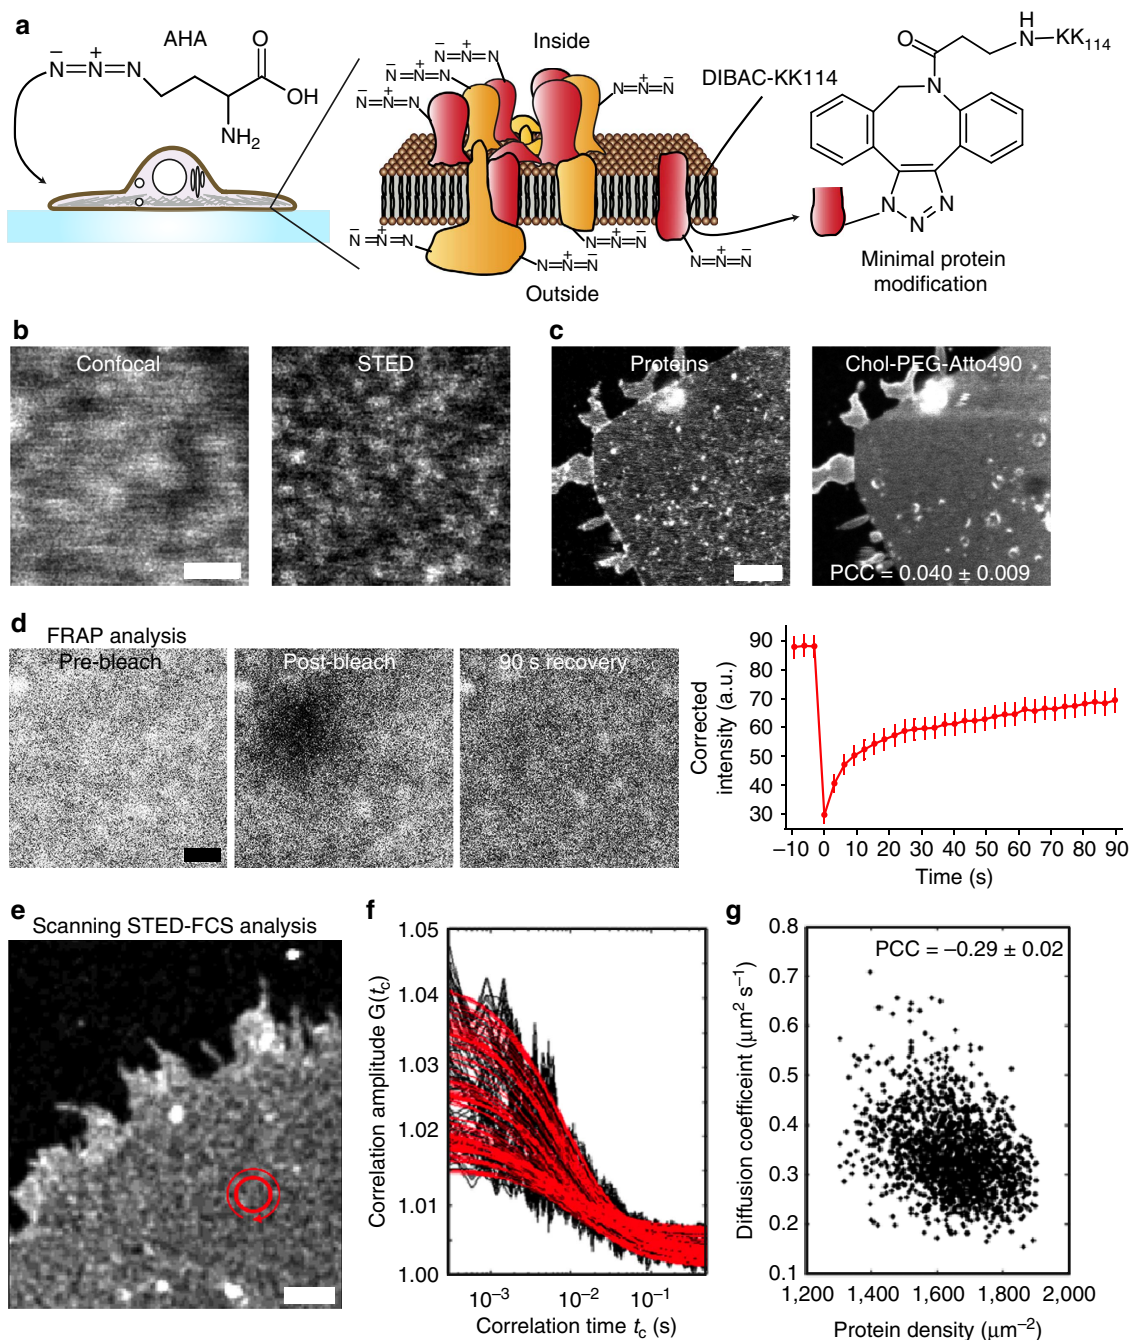 a
AHA
N=N=N
− +
O
OH
NH2
Inside
N=N=N
− +
N=N=N
− +
N=N=N
− +
N=N=N
+ −
Outside
N=N=N
− +
N=N=N
+ −
N=N=N
+ −
N=N=N
+ −
DIBAC-KK114
O
N
H
N
KK114
N
N
N
Minimal protein
modification
b
Confocal
STED
c
Proteins
Chol-PEG-Atto490
PCC = 0.040 ± 0.009
d
FRAP analysis
Pre-bleach
Post-bleach
90 s recovery
Corrected
intensity (a.u.)
90
80
70
60
50
40
30
−10 0 10 20 30 40 50 60 70 80 90
Time (s)
e
Scanning STED-FCS analysis
f
Correlation amplitude G(tc)
1.05
1.04
1.03
1.02
1.01
1.00
10−3 10−2 10−1
Correlation time tc (s)
g
PCC = −0.29 ± 0.02
Diffusion coefficeint (μm2 s−1)
0.8
0.7
0.6
0.5
0.4
0.3
0.2
0.1
1,200 1,400 1,600 1,800 2,000
Protein density (μm−2)